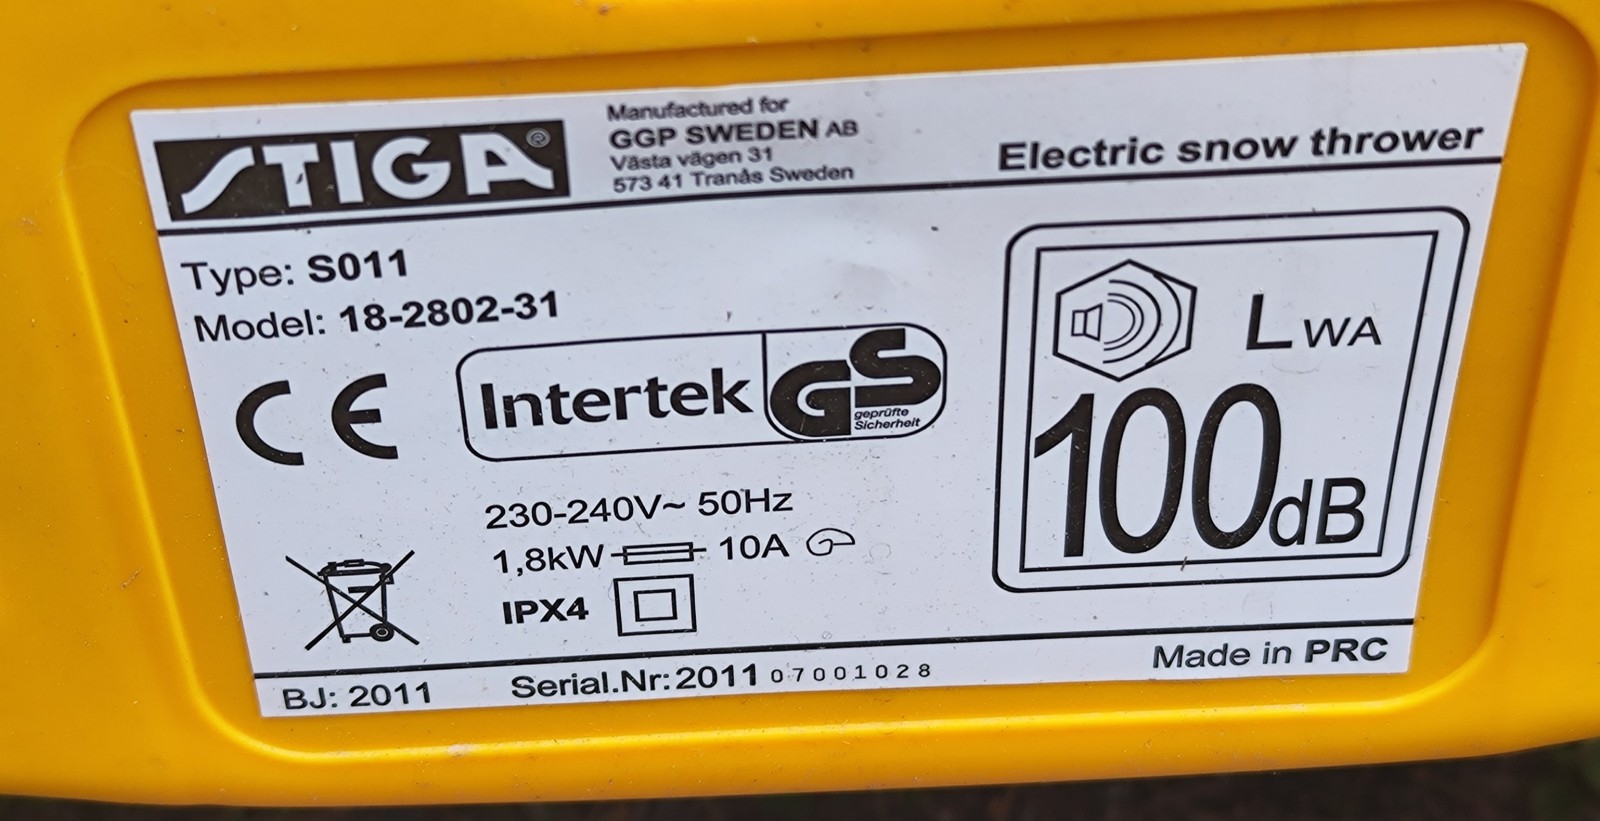 STIGA®
Manufactured for
GGP SWEDEN AB
Västa vägen 31
573 41 Tranås Sweden
Electric snow thrower
Type: S011
Model: 18-2802-31
CE
Intertek GS
geprüfte
Sicherheit
LWA
100dB
230-240V~ 50Hz
1,8kW 10A
IPX4
BJ: 2011
Serial.Nr: 2011 07001028
Made in PRC